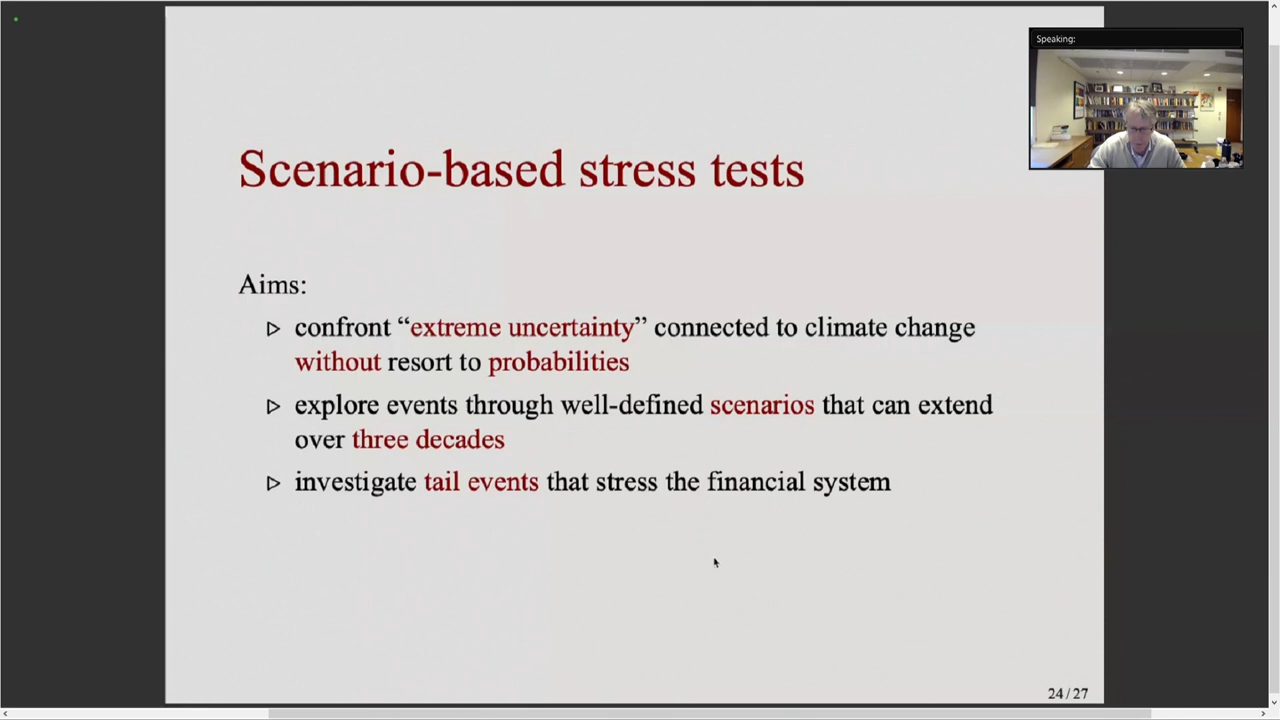 Speaking:
Scenario-based stress tests
Aims:
▷ confront “extreme uncertainty” connected to climate change
without resort to probabilities
▷ explore events through well-defined scenarios that can extend
over three decades
▷ investigate tail events that stress the financial system
24/27